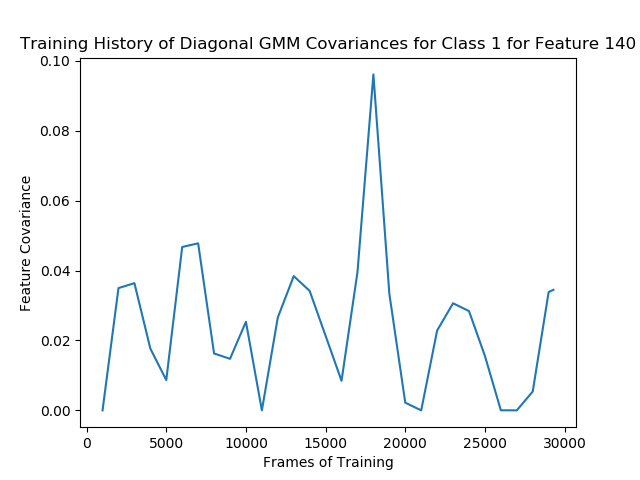 Training History of Diagonal GMM Covariances for Class 1 for Feature 140
0.10
0.08
0.06
0.04
0.02
0.00
Feature Covariance
0 5000 10000 15000 20000 25000 30000
Frames of Training